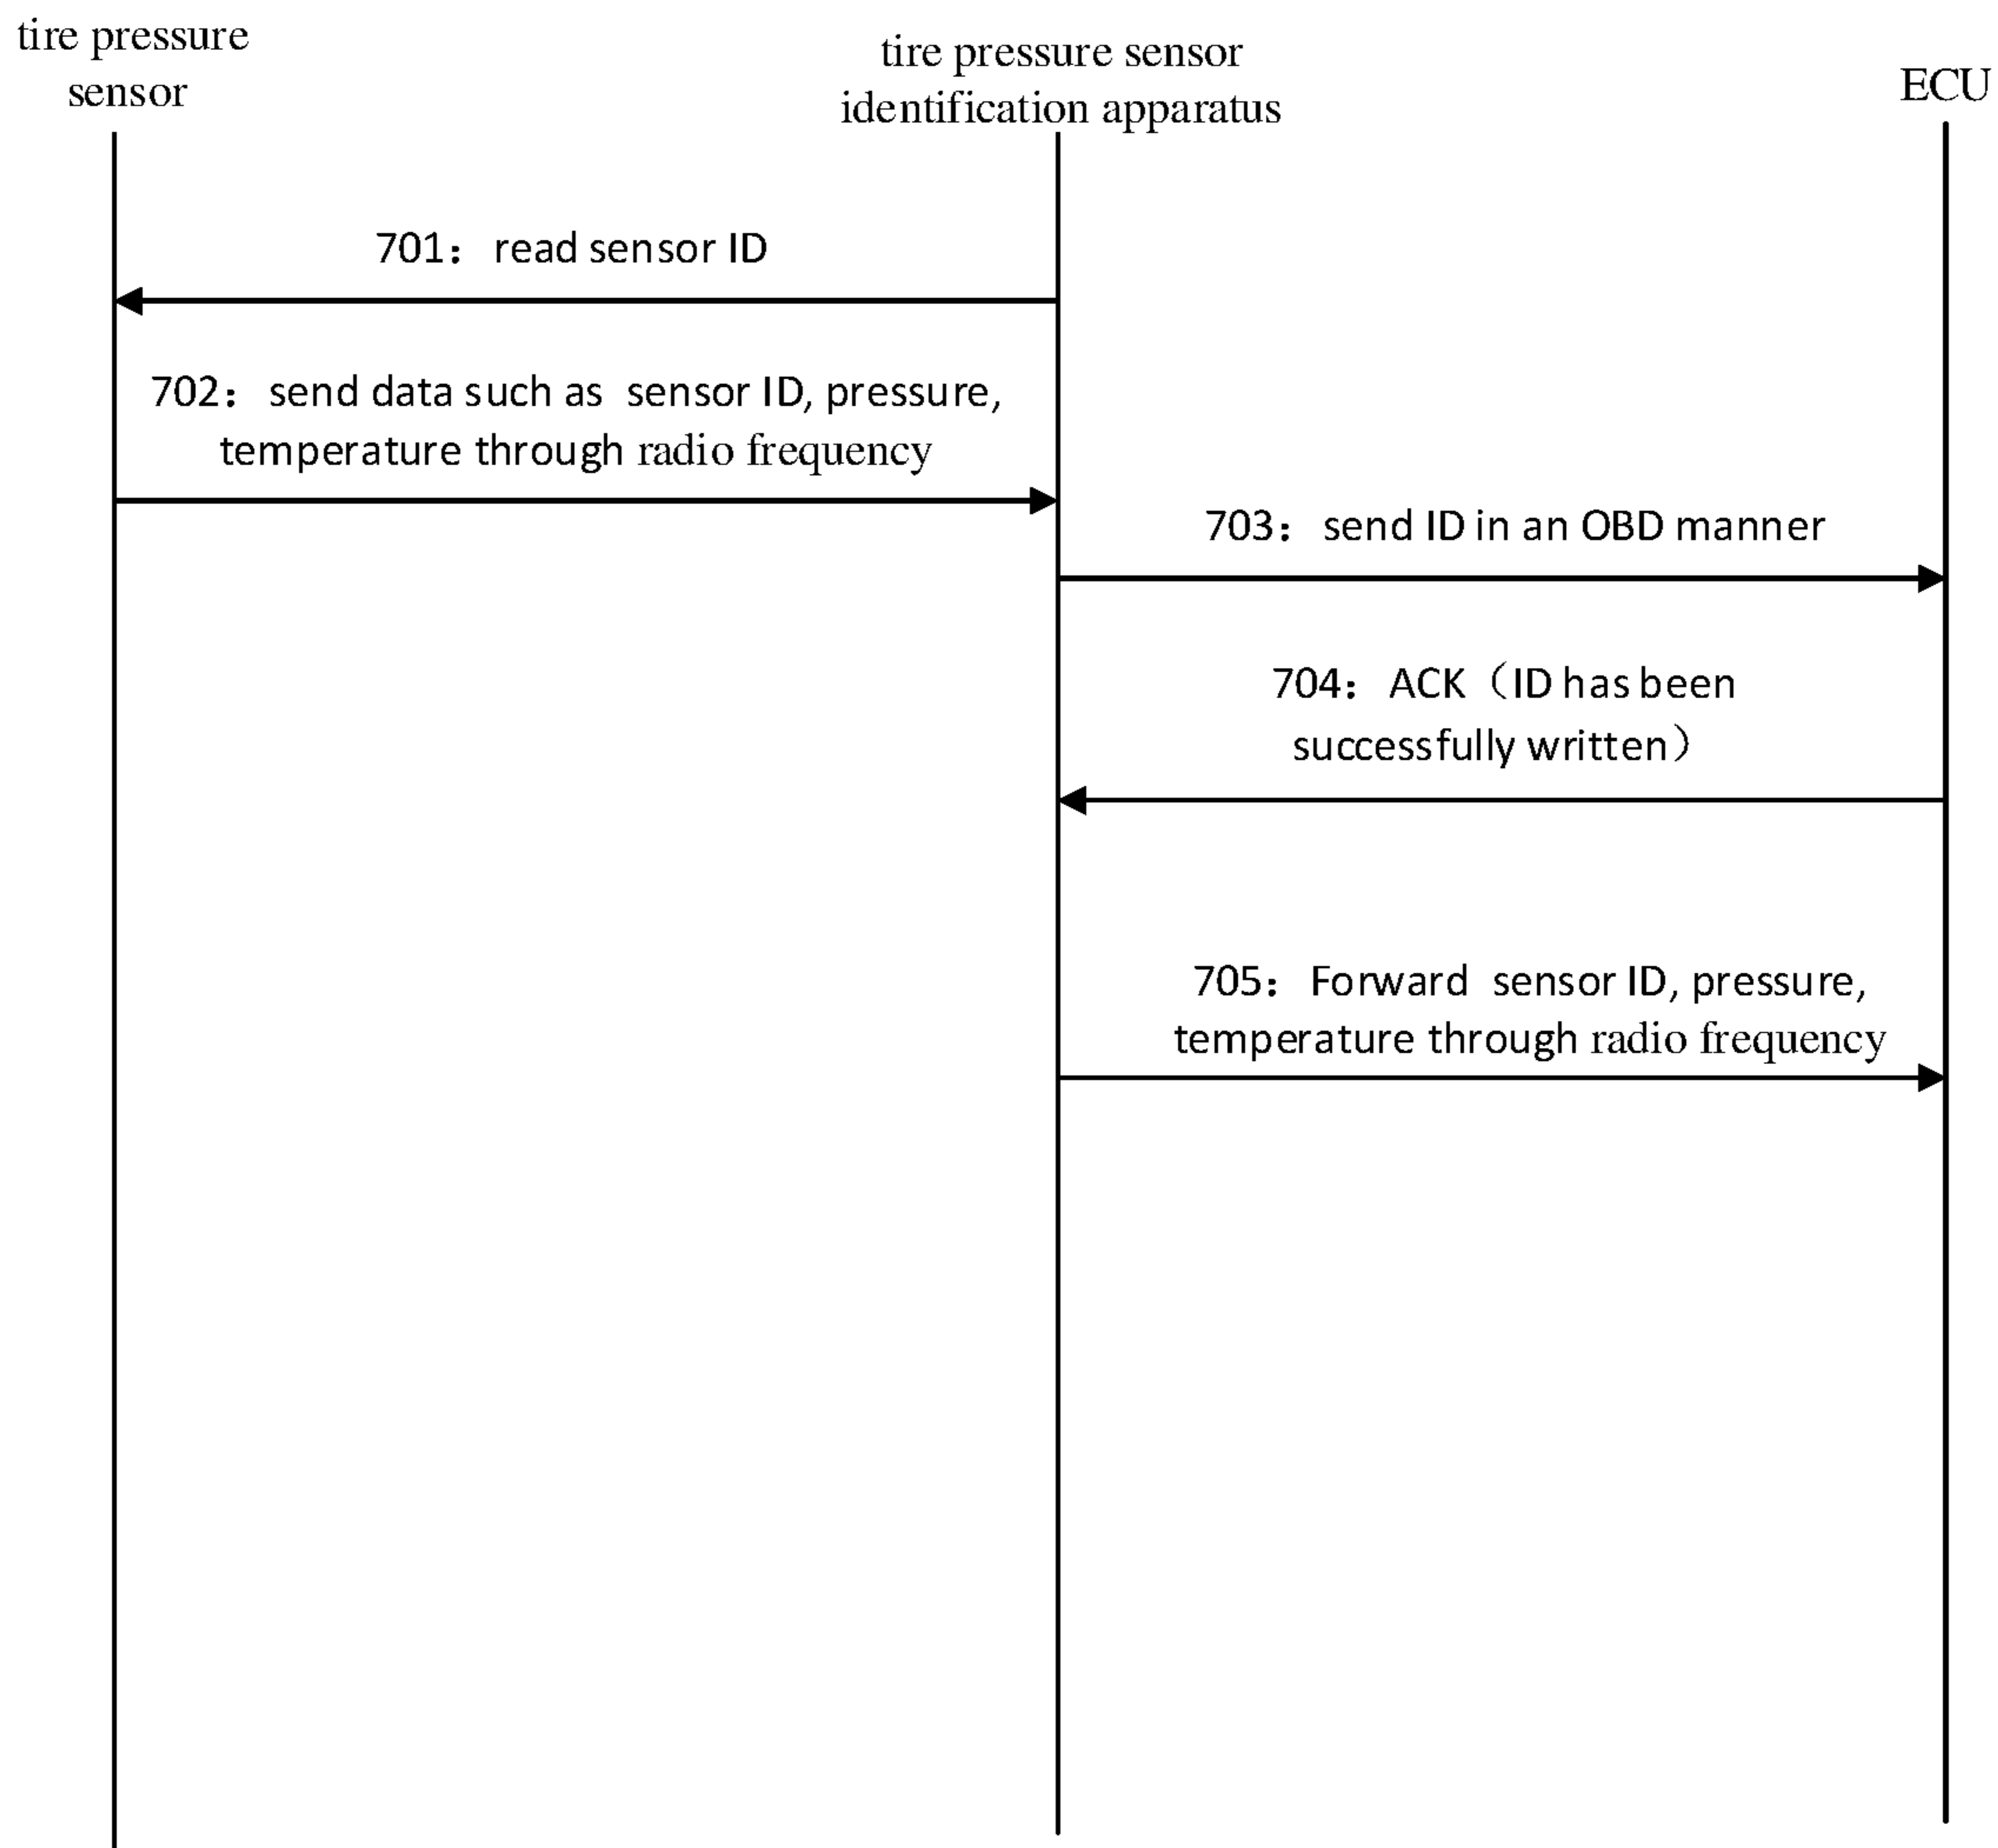 tire pressure
sensor
tire pressure sensor
identification apparatus
ECU
701： read sensor ID
702： send data such as sensor ID, pressure,
temperature through radio frequency
703： send ID in an OBD manner
704： ACK（ID has been
successfully written）
705： Forward sensor ID, pressure,
temperature through radio frequency